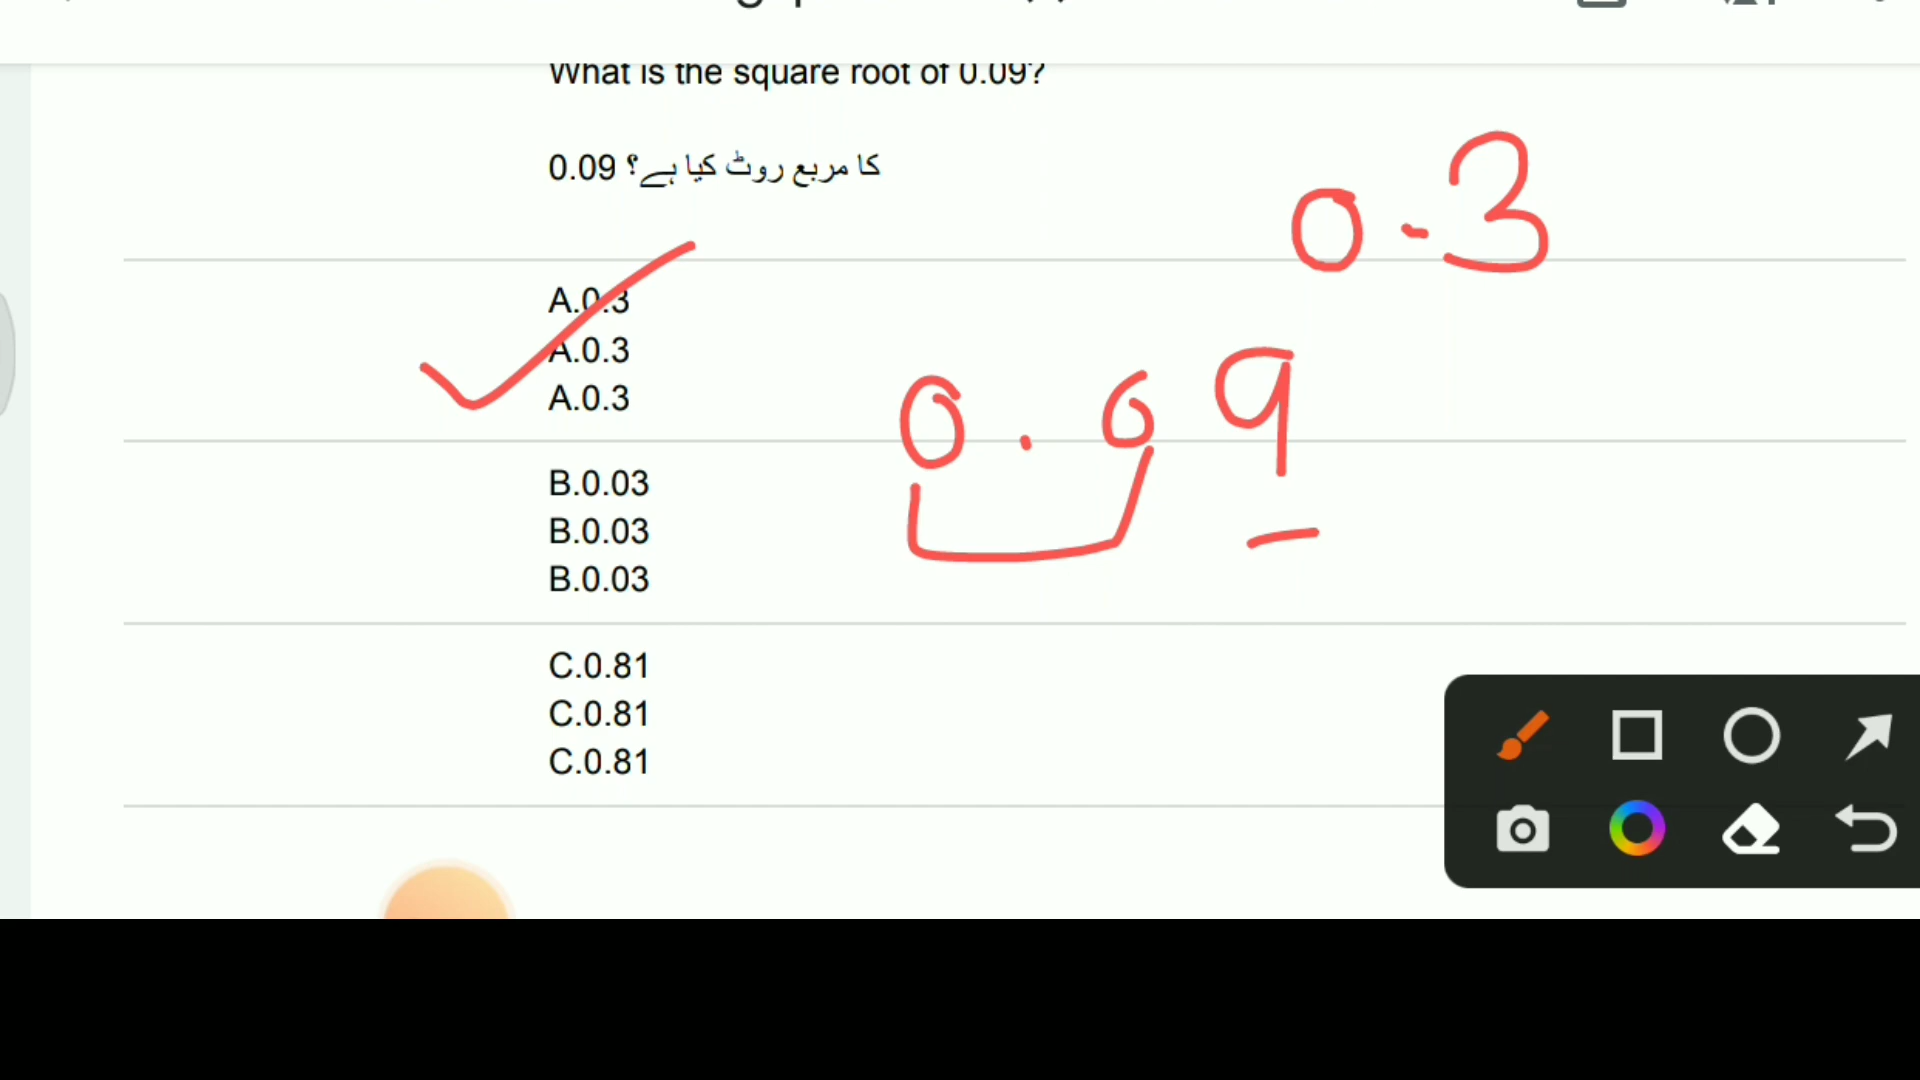 What is the square root of 0.09?
0.09 کا مربع روٹ کیا ہے؟
0.3
A.0.3
A.0.3
A.0.3
0.09
B.0.03
B.0.03
B.0.03
C.0.81
C.0.81
C.0.81